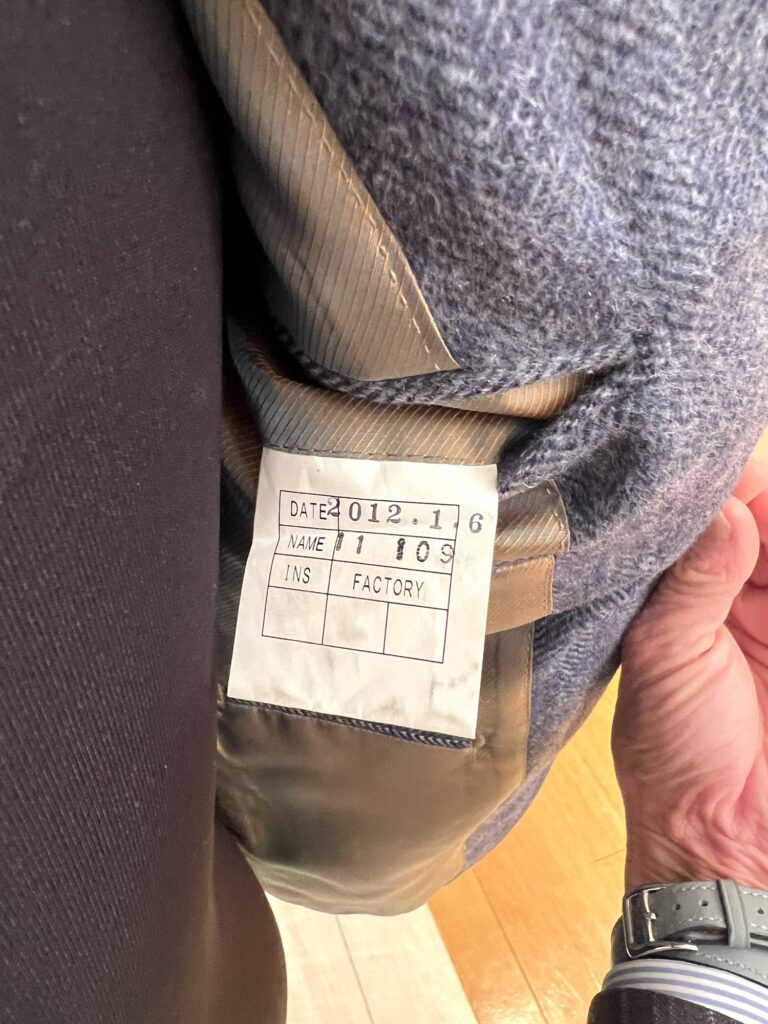 DATE 2012.1.6
NAME 11 109
INS FACTORY